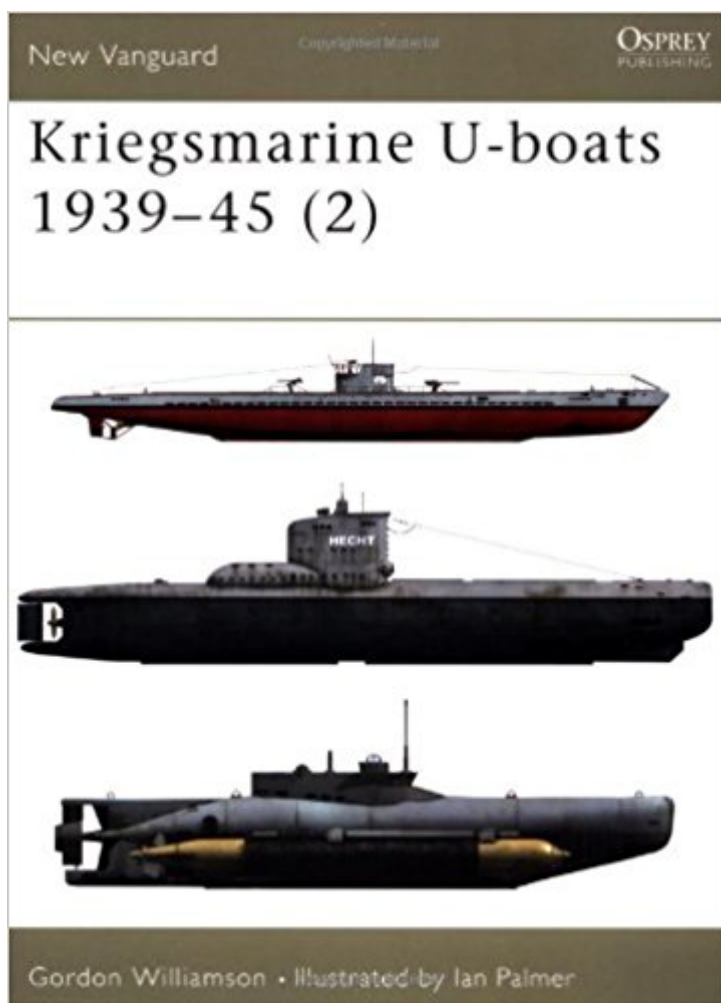 New Vanguard
Copyrighted Material
OSPREY
PUBLISHING
Kriegsmarine U-boats
1939–45 (2)
HECHT
Gordon Williamson • Illustrated by Ian Palmer